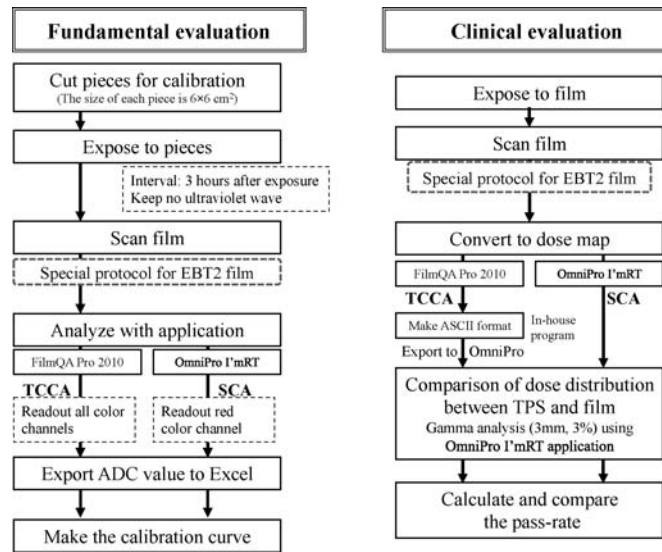 Fundamental evaluation
Cut pieces for calibration
(The size of each piece is 6×6 cm²)
Expose to pieces
Interval: 3 hours after exposure
Keep no ultraviolet wave
Scan film
Special protocol for EBT2 film
Analyze with application
FilmQA Pro 2010
OmniPro I'mRT
TCCA
SCA
Readout all color
channels
Readout red
color channel
Export ADC value to Excel
Make the calibration curve
Clinical evaluation
Expose to film
Scan film
Special protocol for EBT2 film
Convert to dose map
FilmQA Pro 2010
OmniPro I'mRT
TCCA
SCA
Make ASCII format
In-house
program
Export to OmniPro
Comparison of dose distribution
between TPS and film
Gamma analysis (3mm, 3%) using
OmniPro I'mRT application
Calculate and compare
the pass-rate